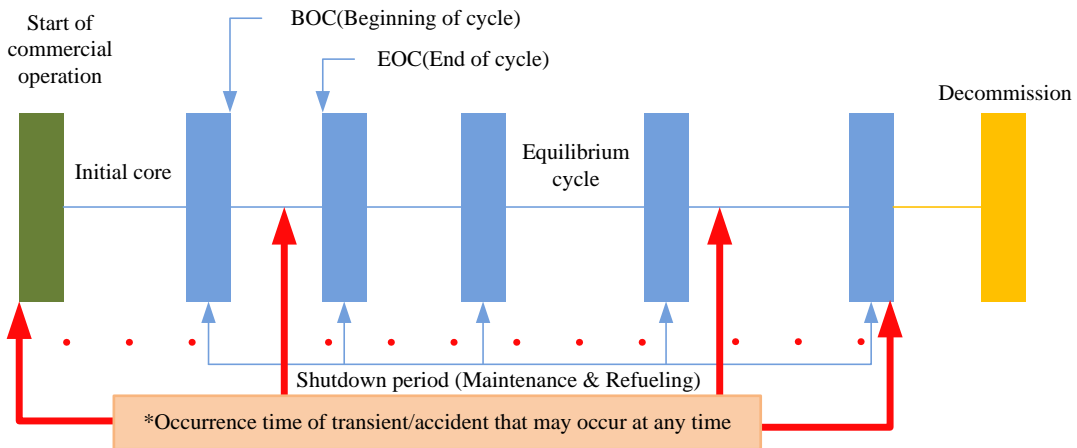 Start of
commercial
operation
BOC(Beginning of cycle)
EOC(End of cycle)
Decommission
Initial core
Equilibrium
cycle
Shutdown period (Maintenance & Refueling)
*Occurrence time of transient/accident that may occur at any time